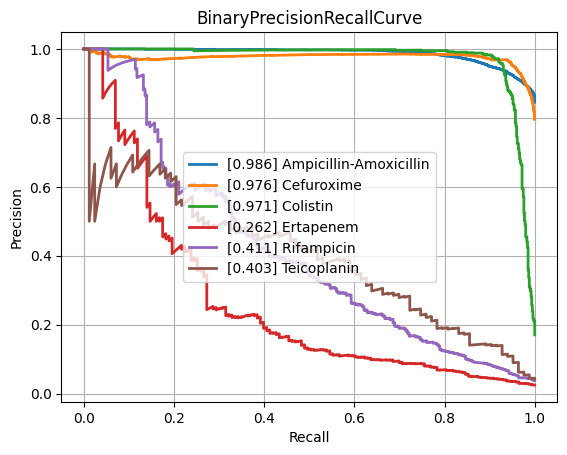 BinaryPrecisionRecallCurve
1.0
0.8
0.6
0.4
0.2
0.0
Precision
[0.986] Ampicillin-Amoxicillin
[0.976] Cefuroxime
[0.971] Colistin
[0.262] Ertapenem
[0.411] Rifampicin
[0.403] Teicoplanin
0.0 0.2 0.4 0.6 0.8 1.0
Recall